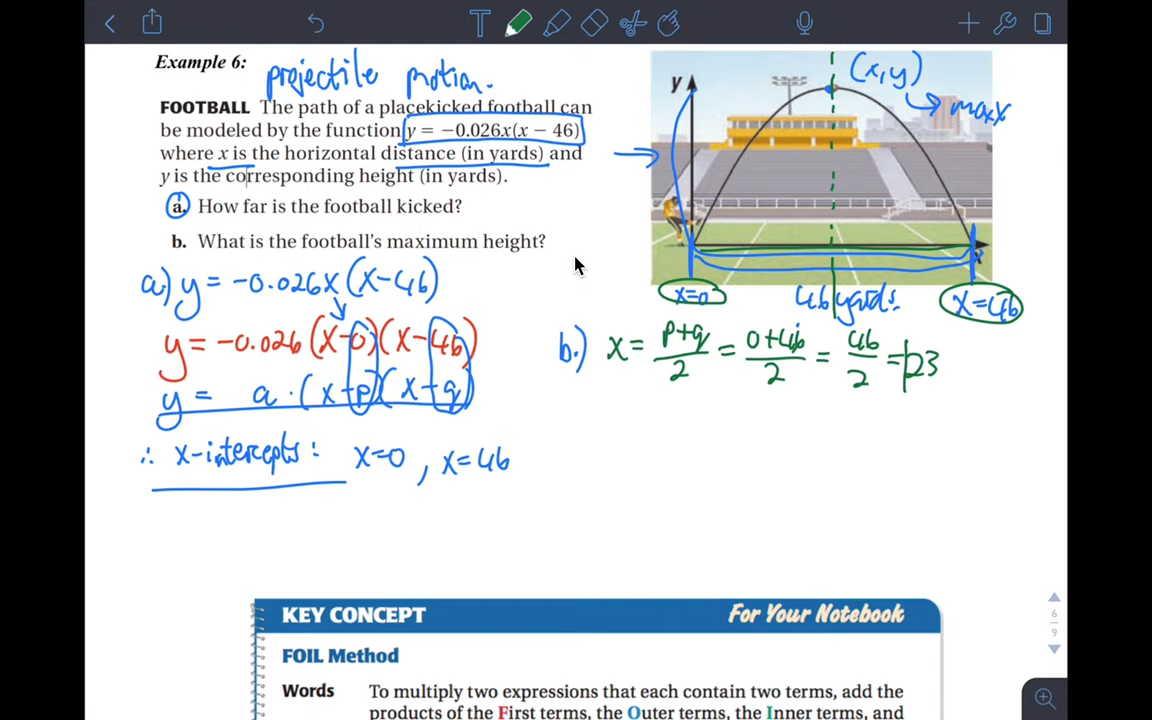 Example 6:
projectile motion.
FOOTBALL The path of a placekicked football can
be modeled by the function y = −0.026x(x − 46)
where x is the horizontal distance (in yards) and
y is the corresponding height (in yards).
a. How far is the football kicked?
b. What is the football's maximum height?
y
(x,y)
max
x
x=0
46 yards.
x=46
a.) y = -0.026x(x-46)
y = -0.026(x-0)(x-46)
y = a.(x-p)(x-q)
∴ x-intercepts: x=0, x=46
b.) x = p+q/2 = 0+46/2 = 46/2 = 23
6
9
KEY CONCEPT
For Your Notebook
FOIL Method
Words To multiply two expressions that each contain two terms, add the
products of the First terms, the Outer terms, the Inner terms, and